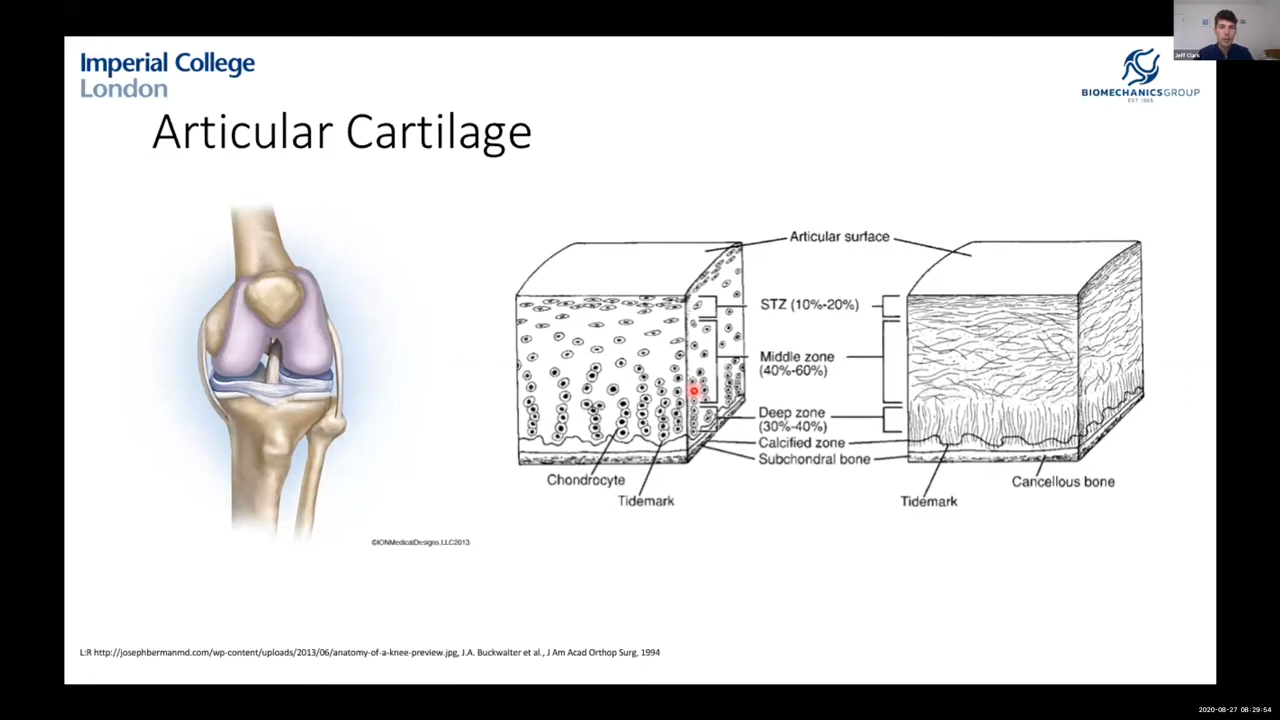 Jeff Clark
Imperial College
London
BIOMECHANICSGROUP
EST 1965
Articular Cartilage
Articular surface
STZ (10%-20%)
Middle zone
(40%-60%)
Deep zone
(30%-40%)
Calcified zone
Subchondral bone
Chondrocyte
Tidemark
Cancellous bone
Tidemark
©IONMedicalDesigns,LLC2013
L:R http://josephbermanmd.com/wp-content/uploads/2013/06/anatomy-of-a-knee-preview.jpg, J.A. Buckwalter et al., J Am Acad Orthop Surg, 1994
2020-08-27 08:29:54